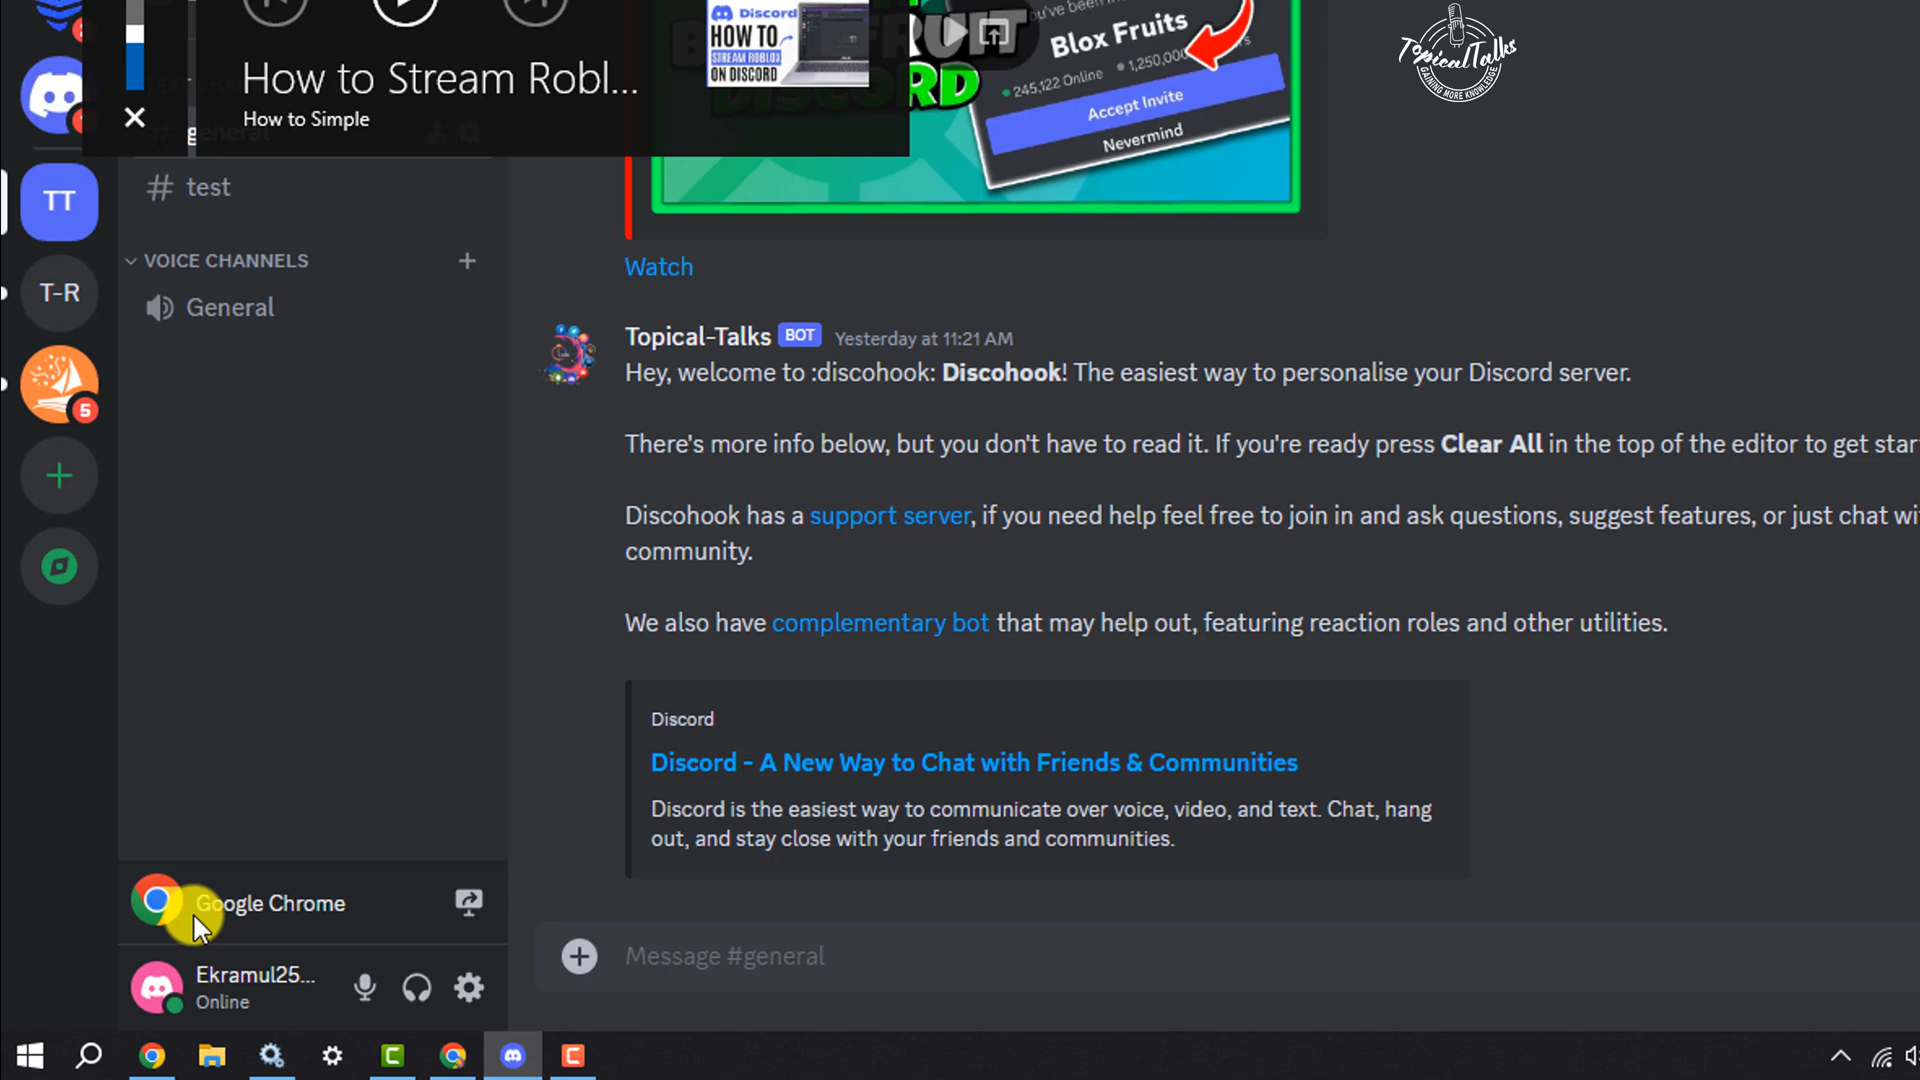 How to Stream Robl...
How to Simple
general
# test
VOICE CHANNELS
General
TT
T-R
5
Discord
HOW TO
STREAM ROBLOX
ON DISCORD
Blox Fruits
245,122 Online
Accept Invite
Nevermind
TopicalTalks
GAINING MORE KNOWLEDGE
Watch
Topical-Talks BOT Yesterday at 11:21 AM
Hey, welcome to :discohook: Discohook! The easiest way to personalise your Discord server.
There's more info below, but you don't have to read it. If you're ready press Clear All in the top of the editor to get star
Discohook has a support server, if you need help feel free to join in and ask questions, suggest features, or just chat wi
community.
We also have complementary bot that may help out, featuring reaction roles and other utilities.
Discord
Discord - A New Way to Chat with Friends & Communities
Discord is the easiest way to communicate over voice, video, and text. Chat, hang
out, and stay close with your friends and communities.
Google Chrome
Ekramul25...
Online
Message #general